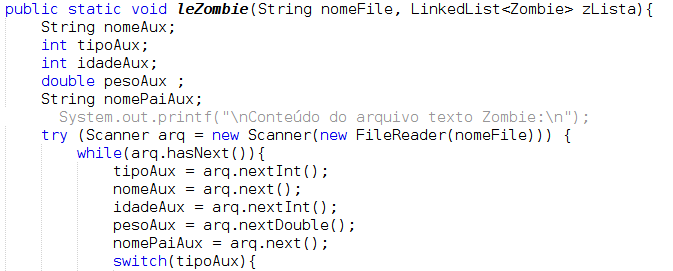 public static void leZombie(String nomeFile, LinkedList<Zombie> zLista){
String nomeAux;
int tipoAux;
int idadeAux;
double pesoAux ;
String nomePaiAux;
System.out.printf("\nConteúdo do arquivo texto Zombie:\n");
try (Scanner arq = new Scanner(new FileReader(nomeFile))) {
while(arq.hasNext()){
tipoAux = arq.nextInt();
nomeAux = arq.next();
idadeAux = arq.nextInt();
pesoAux = arq.nextDouble();
nomePaiAux = arq.next();
switch(tipoAux){